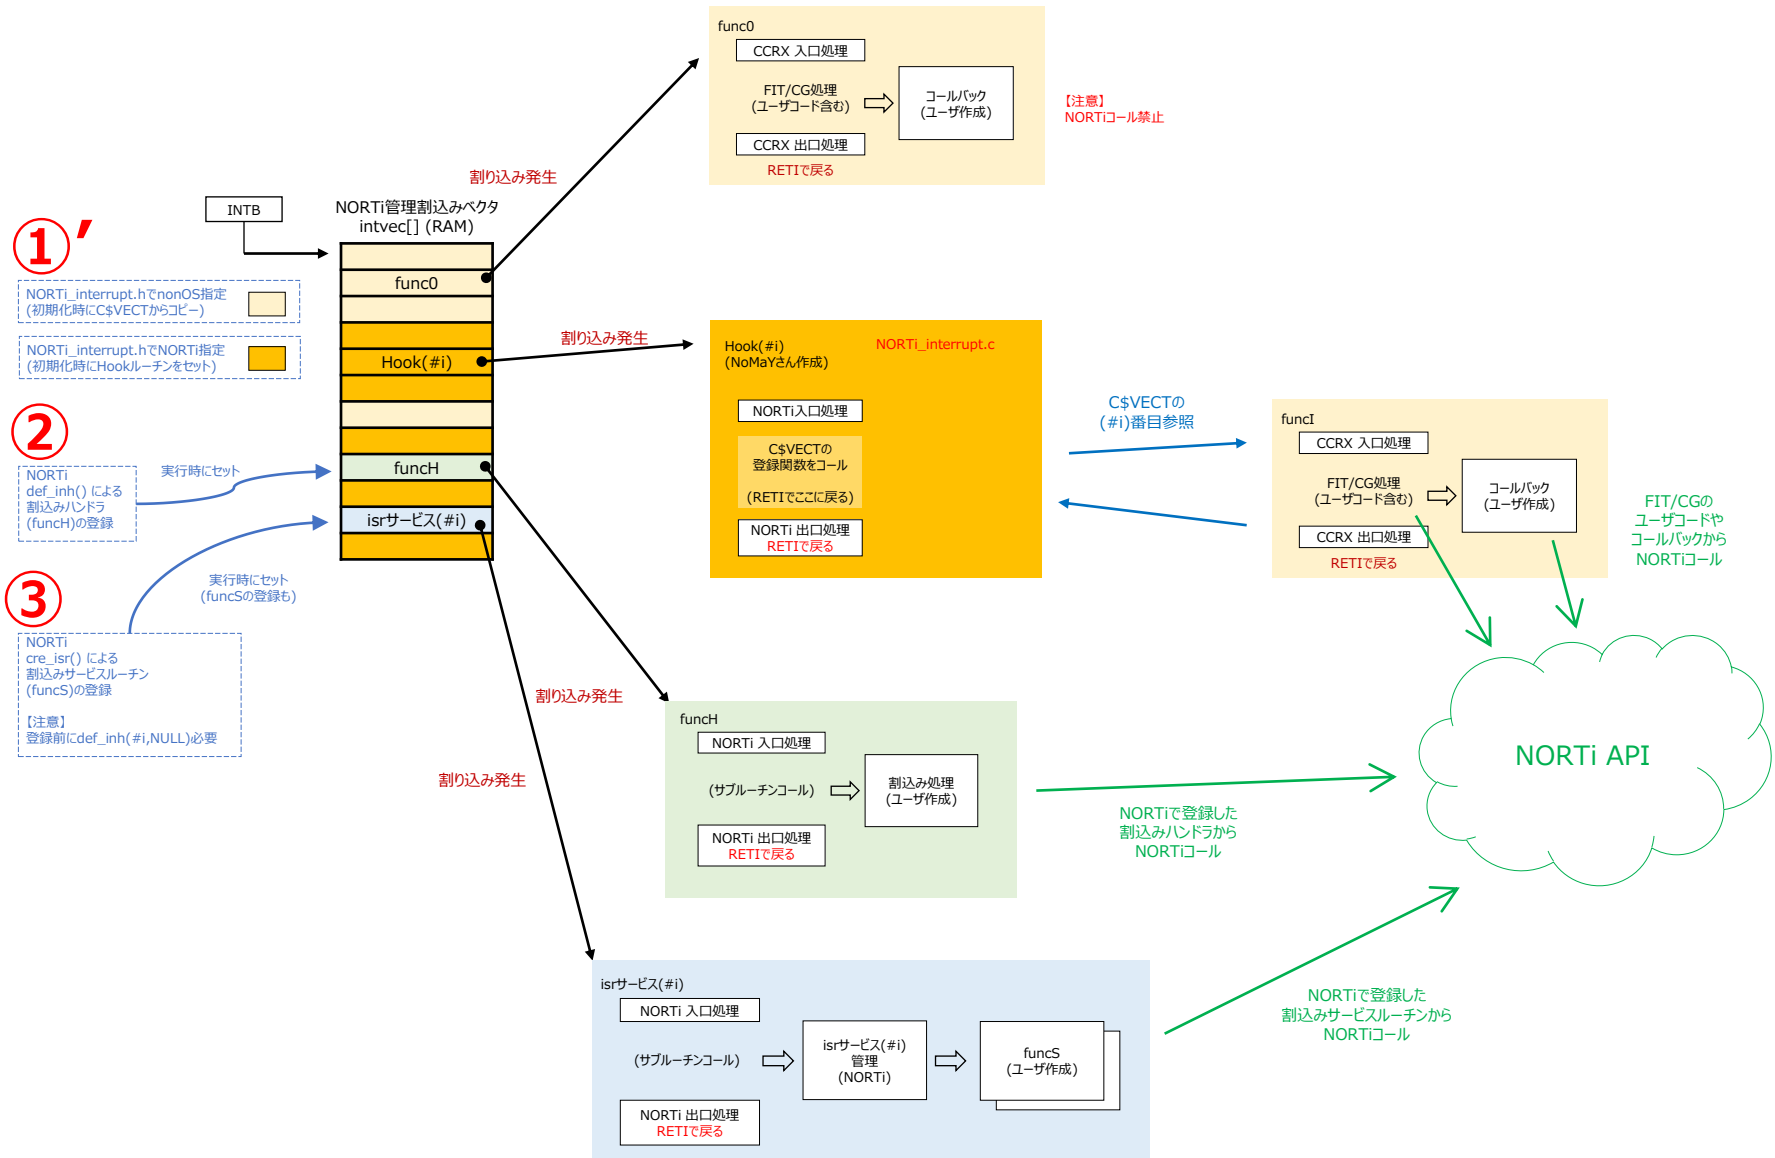 func0
CCRX 入口処理
FIT/CG処理
(ユーザコード含む)
コールバック
(ユーザ作成)
CCRX 出口処理
RETIで戻る
【注意】
NORTiコール禁止
割り込み発生
INTB
NORTi管理割込みベクタ
intvec[] (RAM)
①′
NORTi_interrupt.hでnonOS指定
(初期化時にC$VECTからコピー)
NORTi_interrupt.hでNORTi指定
(初期化時にHookルーチンをセット)
func0
Hook(#i)
funcH
isrサービス(#i)
割り込み発生
Hook(#i)
(NoMaYさん作成)
NORTi_interrupt.c
NORTi入口処理
C$VECTの
登録関数をコール
(RETIでここに戻る)
NORTi 出口処理
RETIで戻る
C$VECTの
(#i)番目参照
funcI
CCRX 入口処理
FIT/CG処理
(ユーザコード含む)
コールバック
(ユーザ作成)
CCRX 出口処理
RETIで戻る
FIT/CGの
ユーザコードや
コールバックから
NORTiコール
②
NORTi
def_inh() による
割込みハンドラ
(funcH)の登録
実行時にセット
③
実行時にセット
(funcSの登録も)
NORTi
cre_isr() による
割込みサービスルーチン
(funcS)の登録
【注意】
登録前にdef_inh(#i,NULL)必要
割り込み発生
割り込み発生
funcH
NORTi 入口処理
(サブルーチンコール)
割込み処理
(ユーザ作成)
NORTi 出口処理
RETIで戻る
NORTiで登録した
割込みハンドラから
NORTiコール
NORTi API
isrサービス(#i)
NORTi 入口処理
(サブルーチンコール)
isrサービス(#i)
管理
(NORTi)
funcS
(ユーザ作成)
NORTi 出口処理
RETIで戻る
NORTiで登録した
割込みサービスルーチンから
NORTiコール